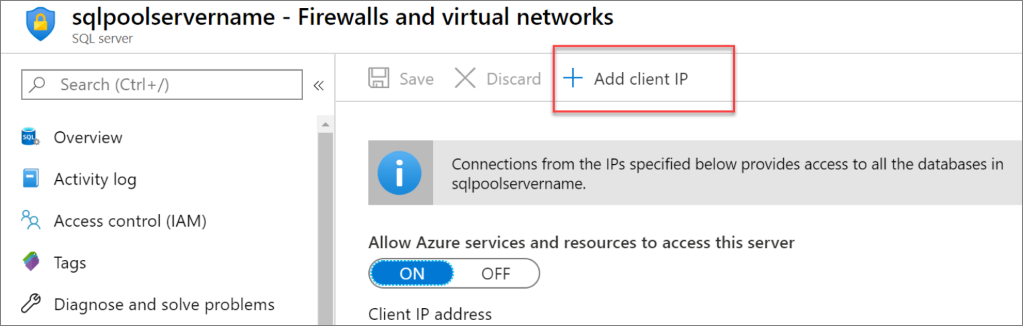 sqlpoolservername - Firewalls and virtual networks
SQL server
Search (Ctrl+/)
«
Overview
Activity log
Access control (IAM)
Tags
Diagnose and solve problems
Save
Discard
Add client IP
Connections from the IPs specified below provides access to all the databases in
sqlpoolservername.
Allow Azure services and resources to access this server
ON OFF
Client IP address